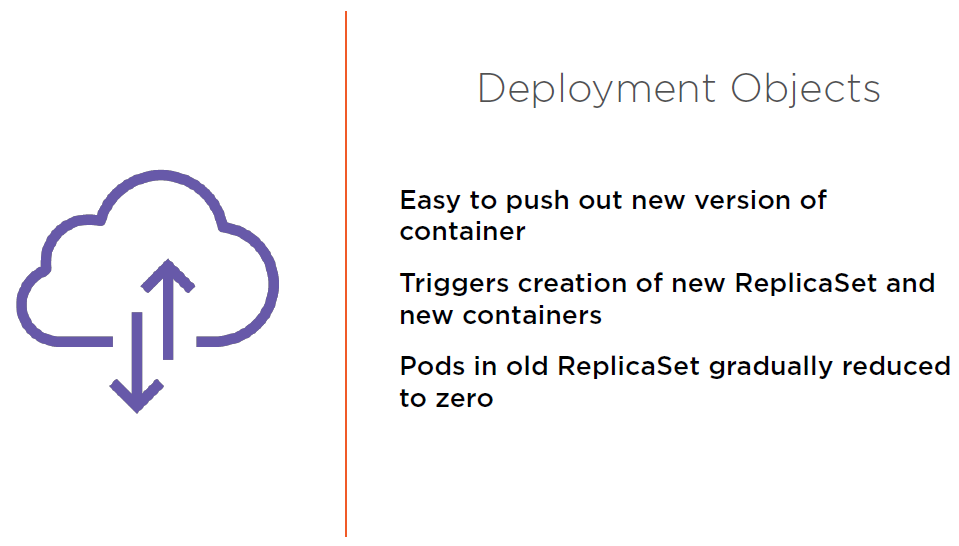 Deployment Objects
Easy to push out new version of
container
Triggers creation of new ReplicaSet and
new containers
Pods in old ReplicaSet gradually reduced
to zero